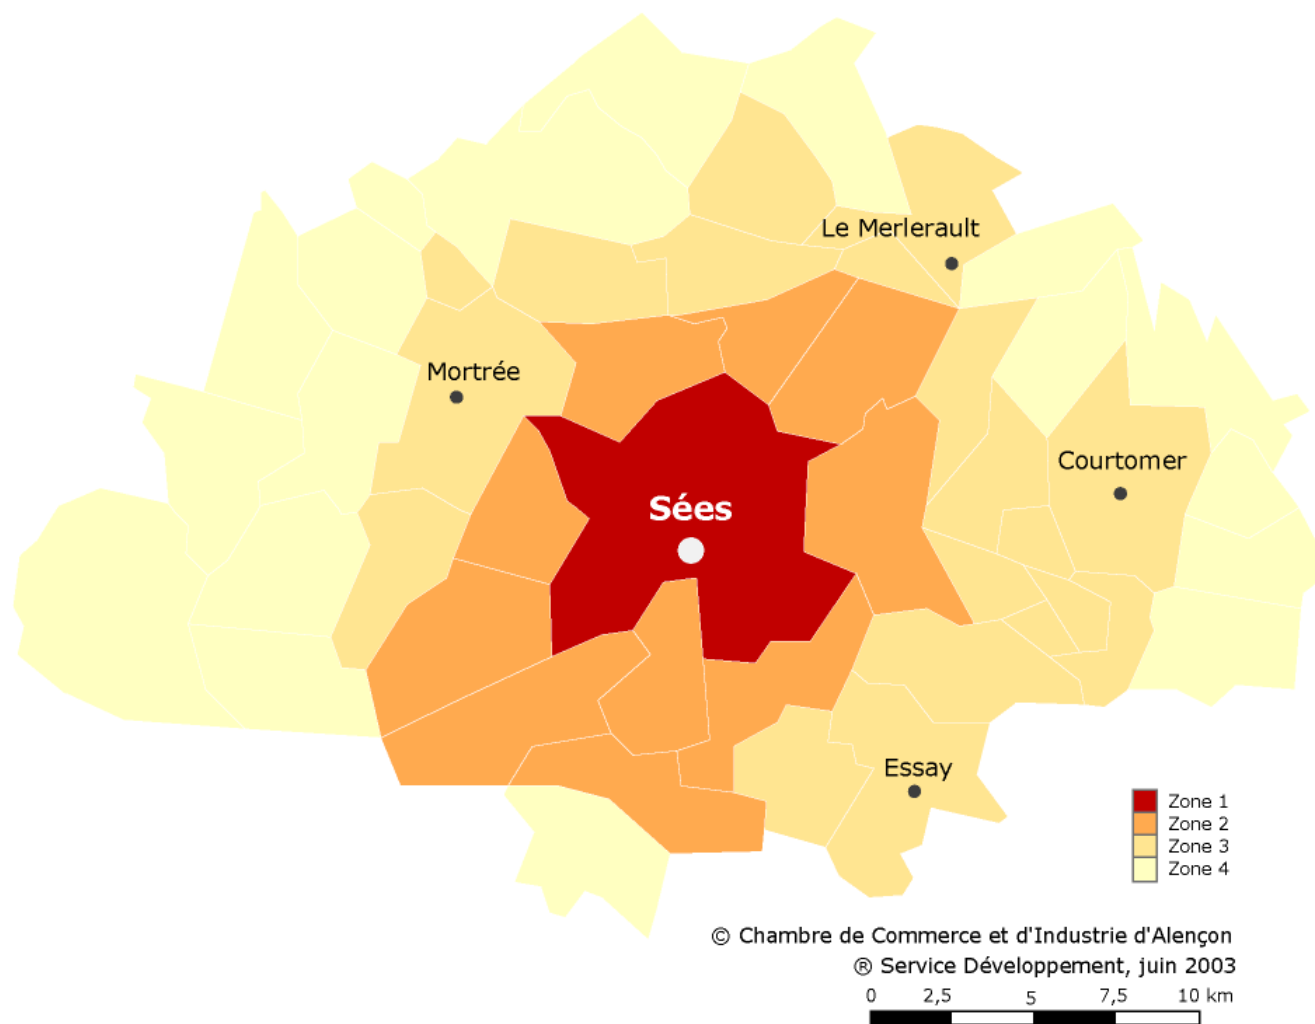 Le Merlerault
Mortrée
Courtomer
Sées
Essay
Zone 1
Zone 2
Zone 3
Zone 4
© Chambre de Commerce et d'Industrie d'Alençon
® Service Développement, juin 2003
0 2,5 5 7,5 10 km